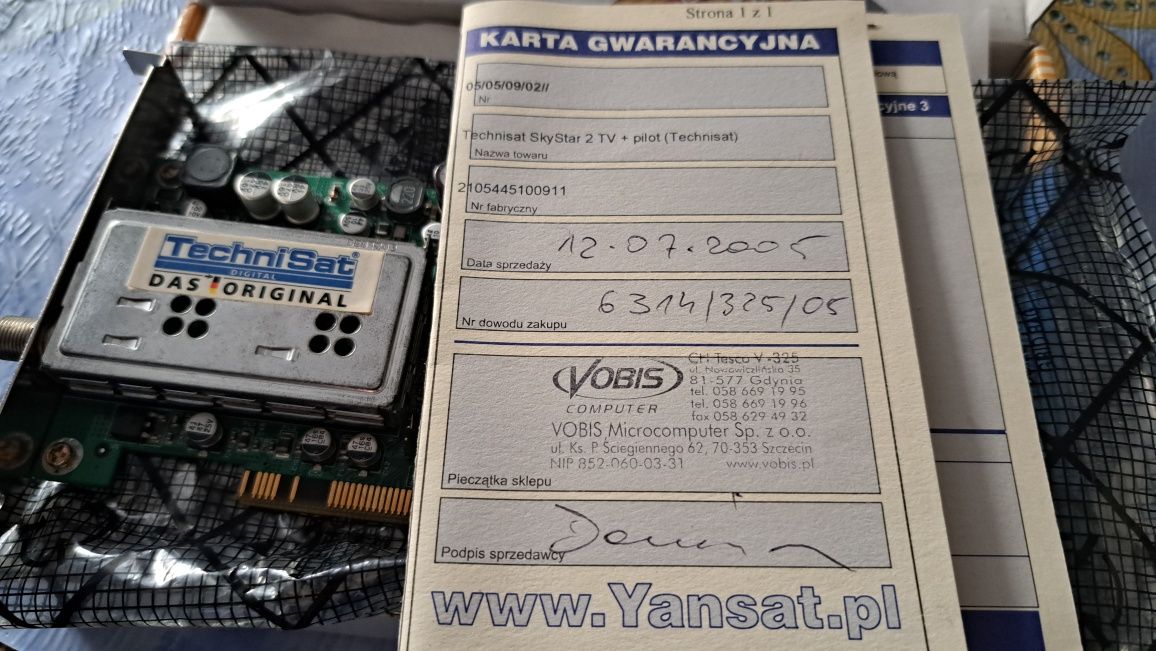 Strona 1 z 1
KARTA GWARANCYJNA
05/05/09/02//
Nr
Technisat SkyStar 2 TV + pilot (Technisat)
Nazwa towaru
2105445100911
Nr fabryczny
12.07.2005
Data sprzedaży
6314/325/05
Nr dowodu zakupu
VOBIS
COMPUTER
CH Tesco V-325
ul. Nowowiczlińska 35
81-577 Gdynia
tel. 058 669 19 95
tel. 058 669 19 96
fax 058 629 49 32
VOBIS Microcomputer Sp. z o.o.
ul. Ks. P. Ściegiennego 62, 70-353 Szczecin
NIP 852-060-03-31 www.vobis.pl
Pieczątka sklepu
Podpis sprzedawcy
www.Yansat.pl
cyjne 3
TechniSat
DIGITAL
DAS ORIGINAL
220